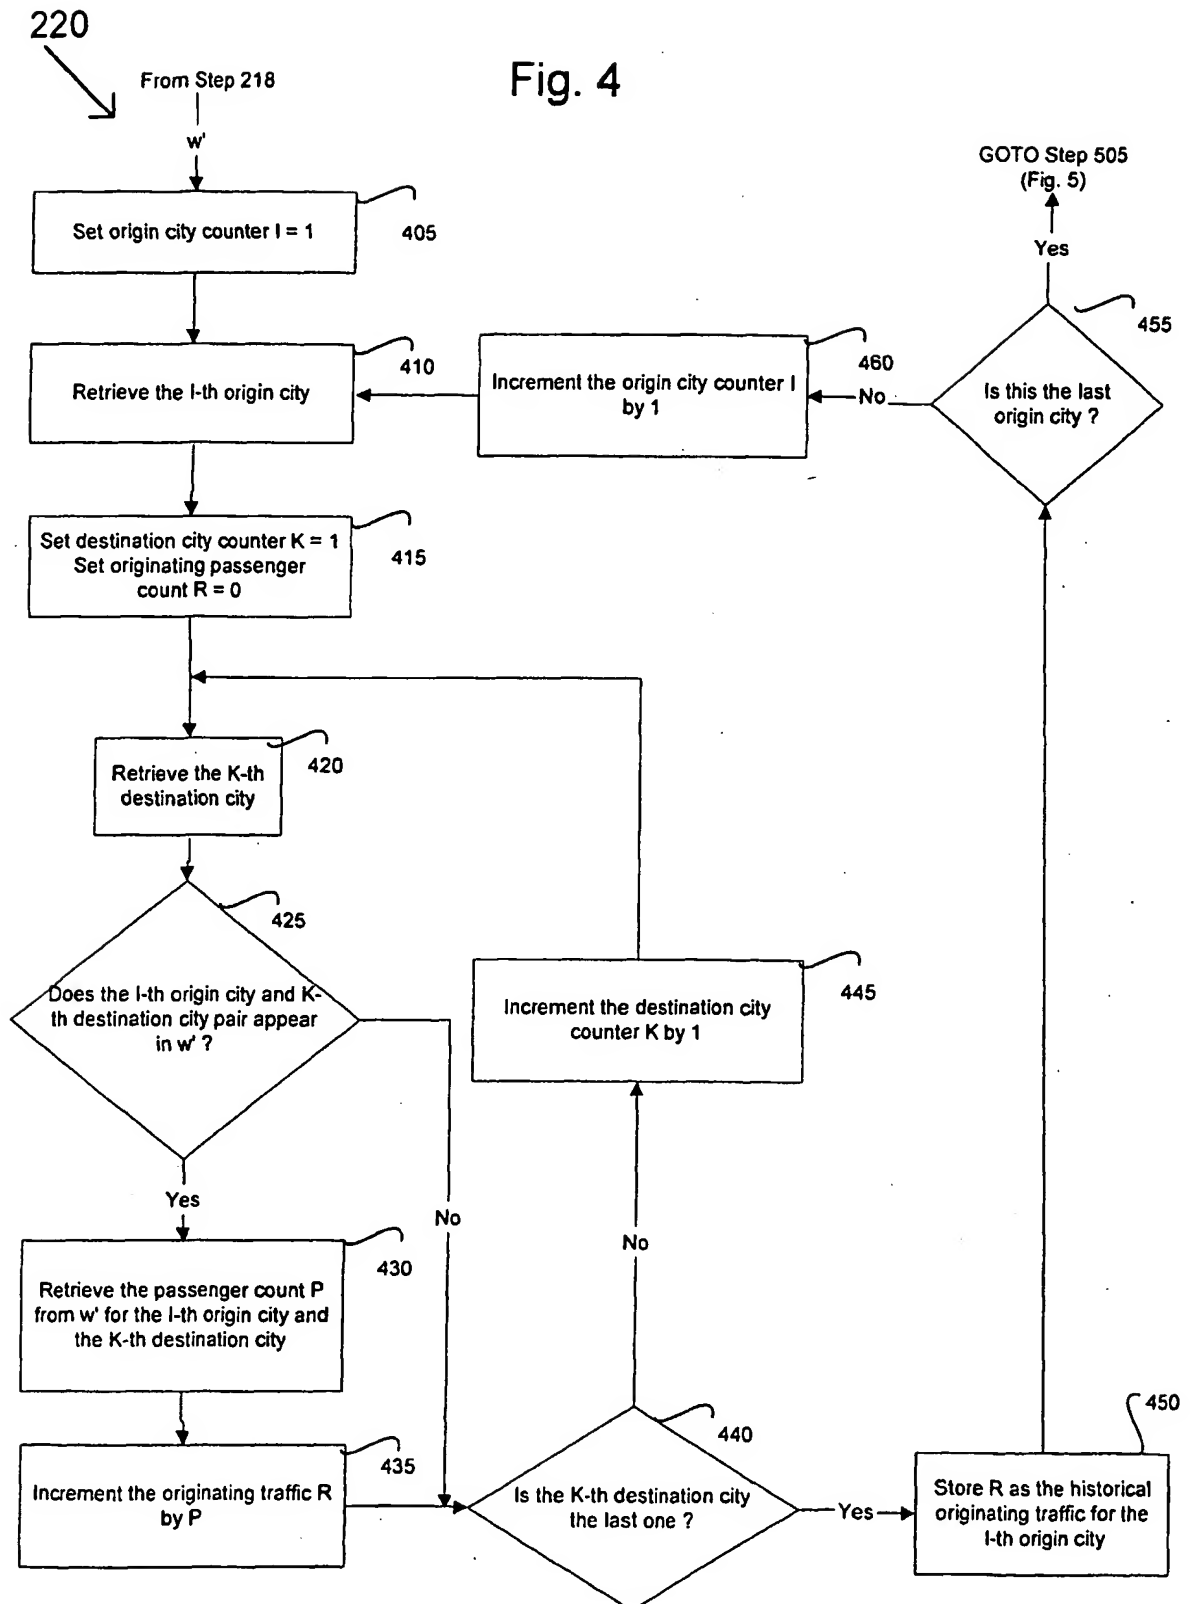 220
Fig. 4
From Step 218
w'
Set origin city counter I = 1
405
GOTO Step 505
(Fig. 5)
Yes
455
Is this the last
origin city ?
No
460
Increment the origin city counter I
by 1
410
Retrieve the I-th origin city
Set destination city counter K = 1
Set originating passenger
count R = 0
415
Retrieve the K-th
destination city
420
425
Does the I-th origin city and K-
th destination city pair appear
in w' ?
Yes
No
445
Increment the destination city
counter K by 1
No
430
Retrieve the passenger count P
from w' for the I-th origin city and
the K-th destination city
435
Increment the originating traffic R
by P
440
Is the K-th destination city
the last one ?
Yes
450
Store R as the historical
originating traffic for the
I-th origin city